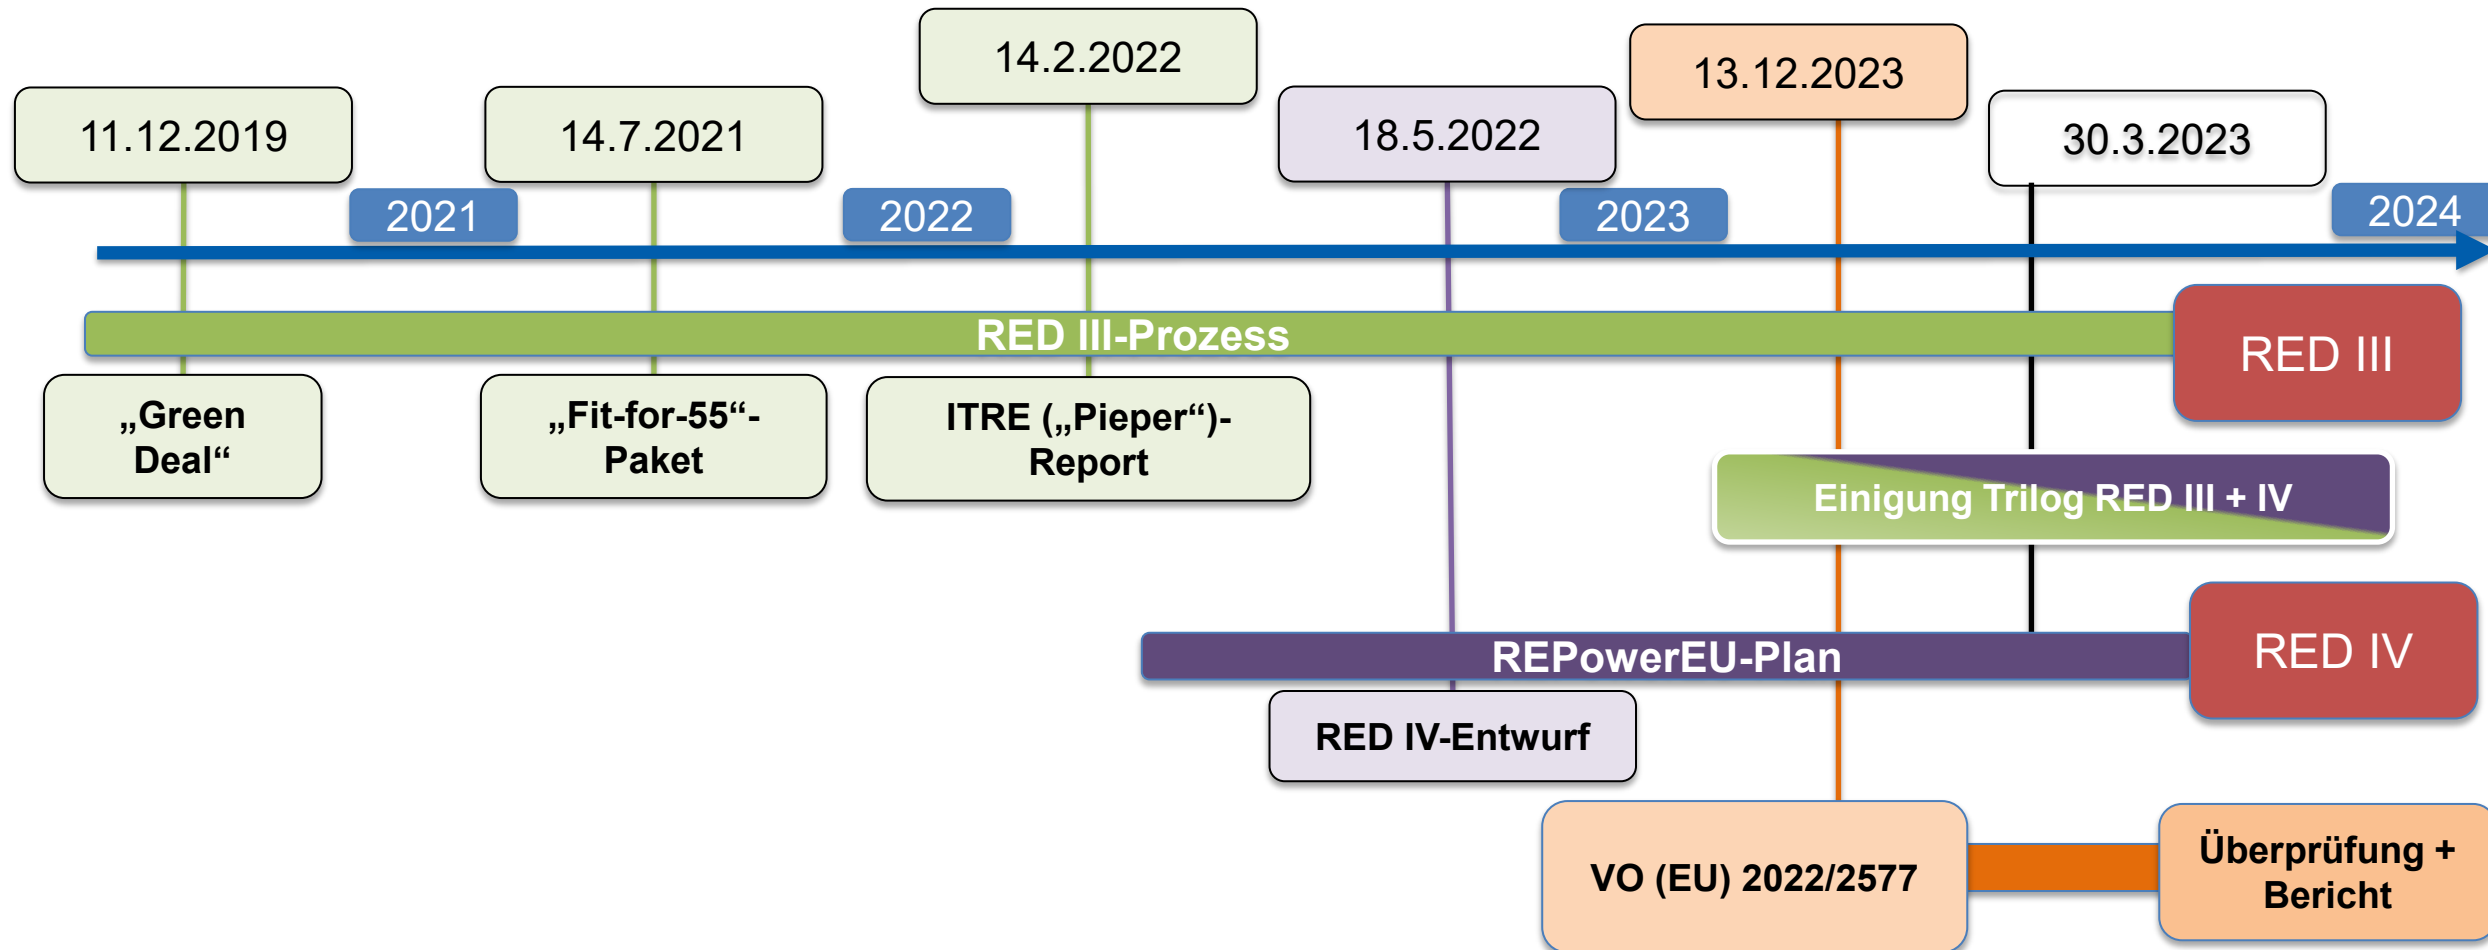 14.2.2022
13.12.2023
11.12.2019
14.7.2021
18.5.2022
30.3.2023
2021
2022
2023
2024
RED III-Prozess
RED III
„Green
Deal“
„Fit-for-55“-
Paket
ITRE („Pieper“)-
Report
Einigung Trilog RED III + IV
REPowerEU-Plan
RED IV
RED IV-Entwurf
VO (EU) 2022/2577
Überprüfung +
Bericht